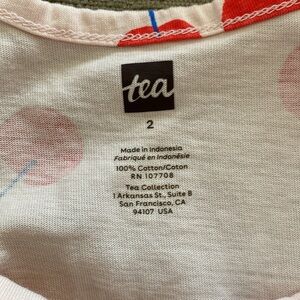 tea
2
Made in Indonesia
Fabriqué en Indonésie
100% Cotton/Coton
RN 107708
Tea Collection
1 Arkansas St., Suite B
San Francisco, CA
94107 USA